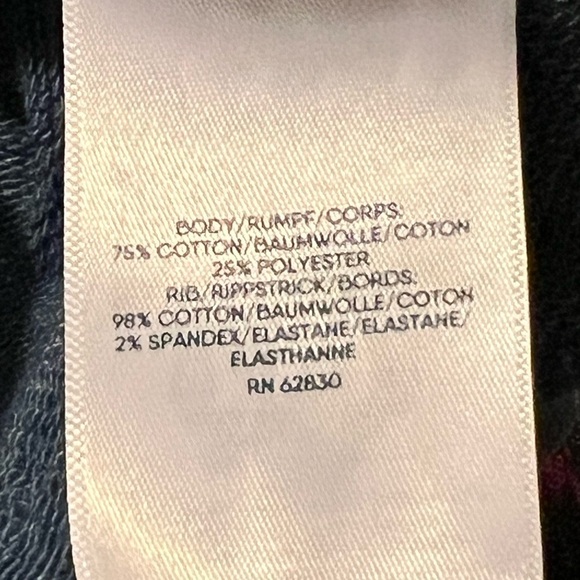 BODY/RUMPF/CORPS:
75% COTTON/BAUMWOLLE/COTON
25% POLYESTER
RIB/RIPPSTRICK/BORDS:
98% COTTON/BAUMWOLLE/COTON
2% SPANDEX/ELASTANE/ELASTANE/
ELASTHANNE
RN 62830